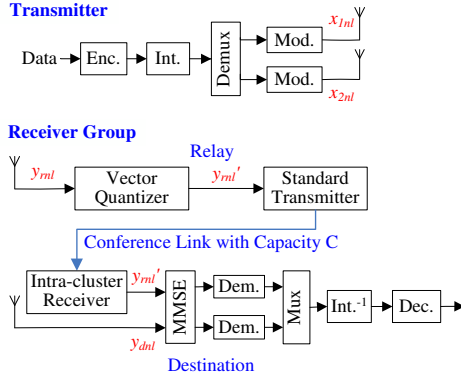 Transmitter
x1nl
Data
Enc.
Int.
Demux
Mod.
Mod.
x2nl
Receiver Group
Relay
yrnl
Vector
Quantizer
yrnl'
Standard
Transmitter
Conference Link with Capacity C
Intra-cluster
Receiver
yrnl'
MMSE
Dem.
Dem.
Mux
Int.-1
Dec.
ydnl
Destination